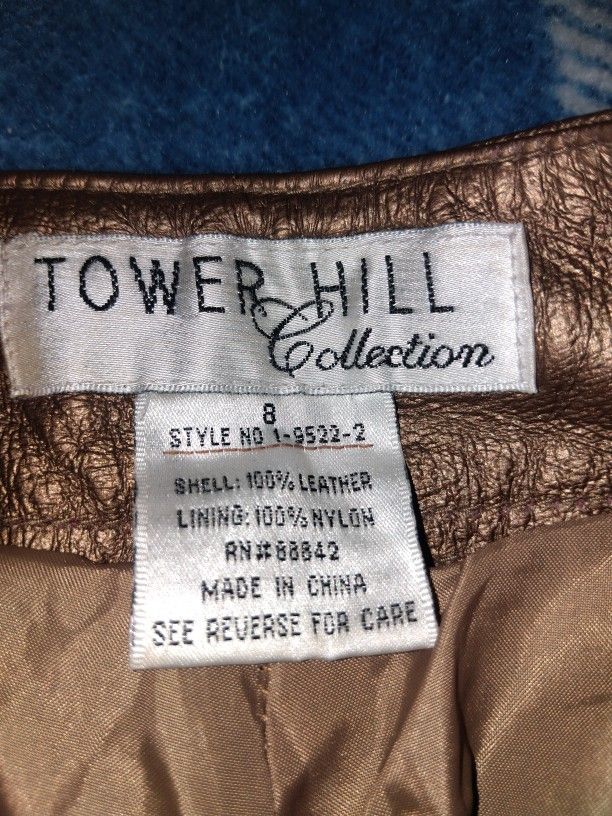 TOWER HILL
Collection
8
STYLE NO 1-9522-2
SHELL: 100% LEATHER
LINING: 100% NYLON
RN# 88842
MADE IN CHINA
SEE REVERSE FOR CARE